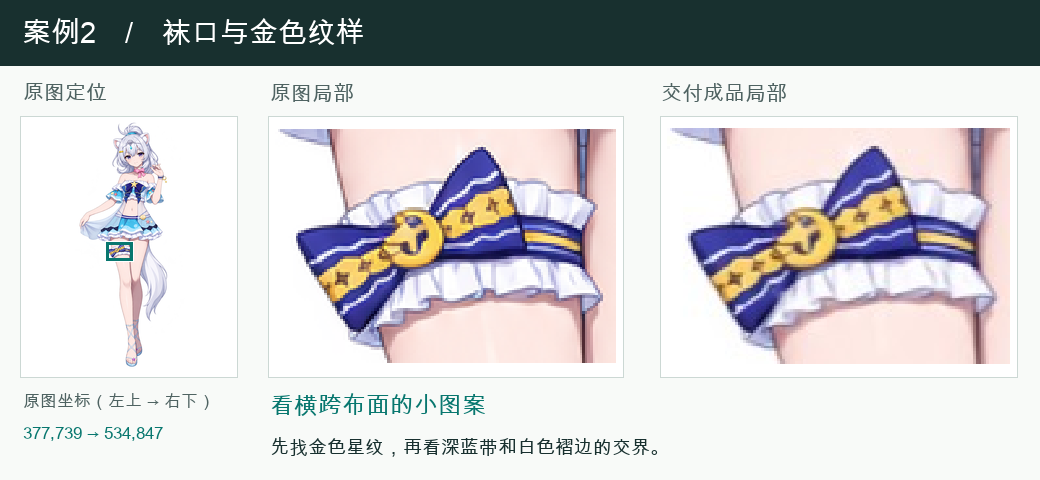 案例2 / 袜口与金色纹样
原图定位
原图局部
交付成品局部
原图坐标（左上 → 右下）
377,739 → 534,847
看横跨布面的小图案
先找金色星纹，再看深蓝带和白色褶边的交界。